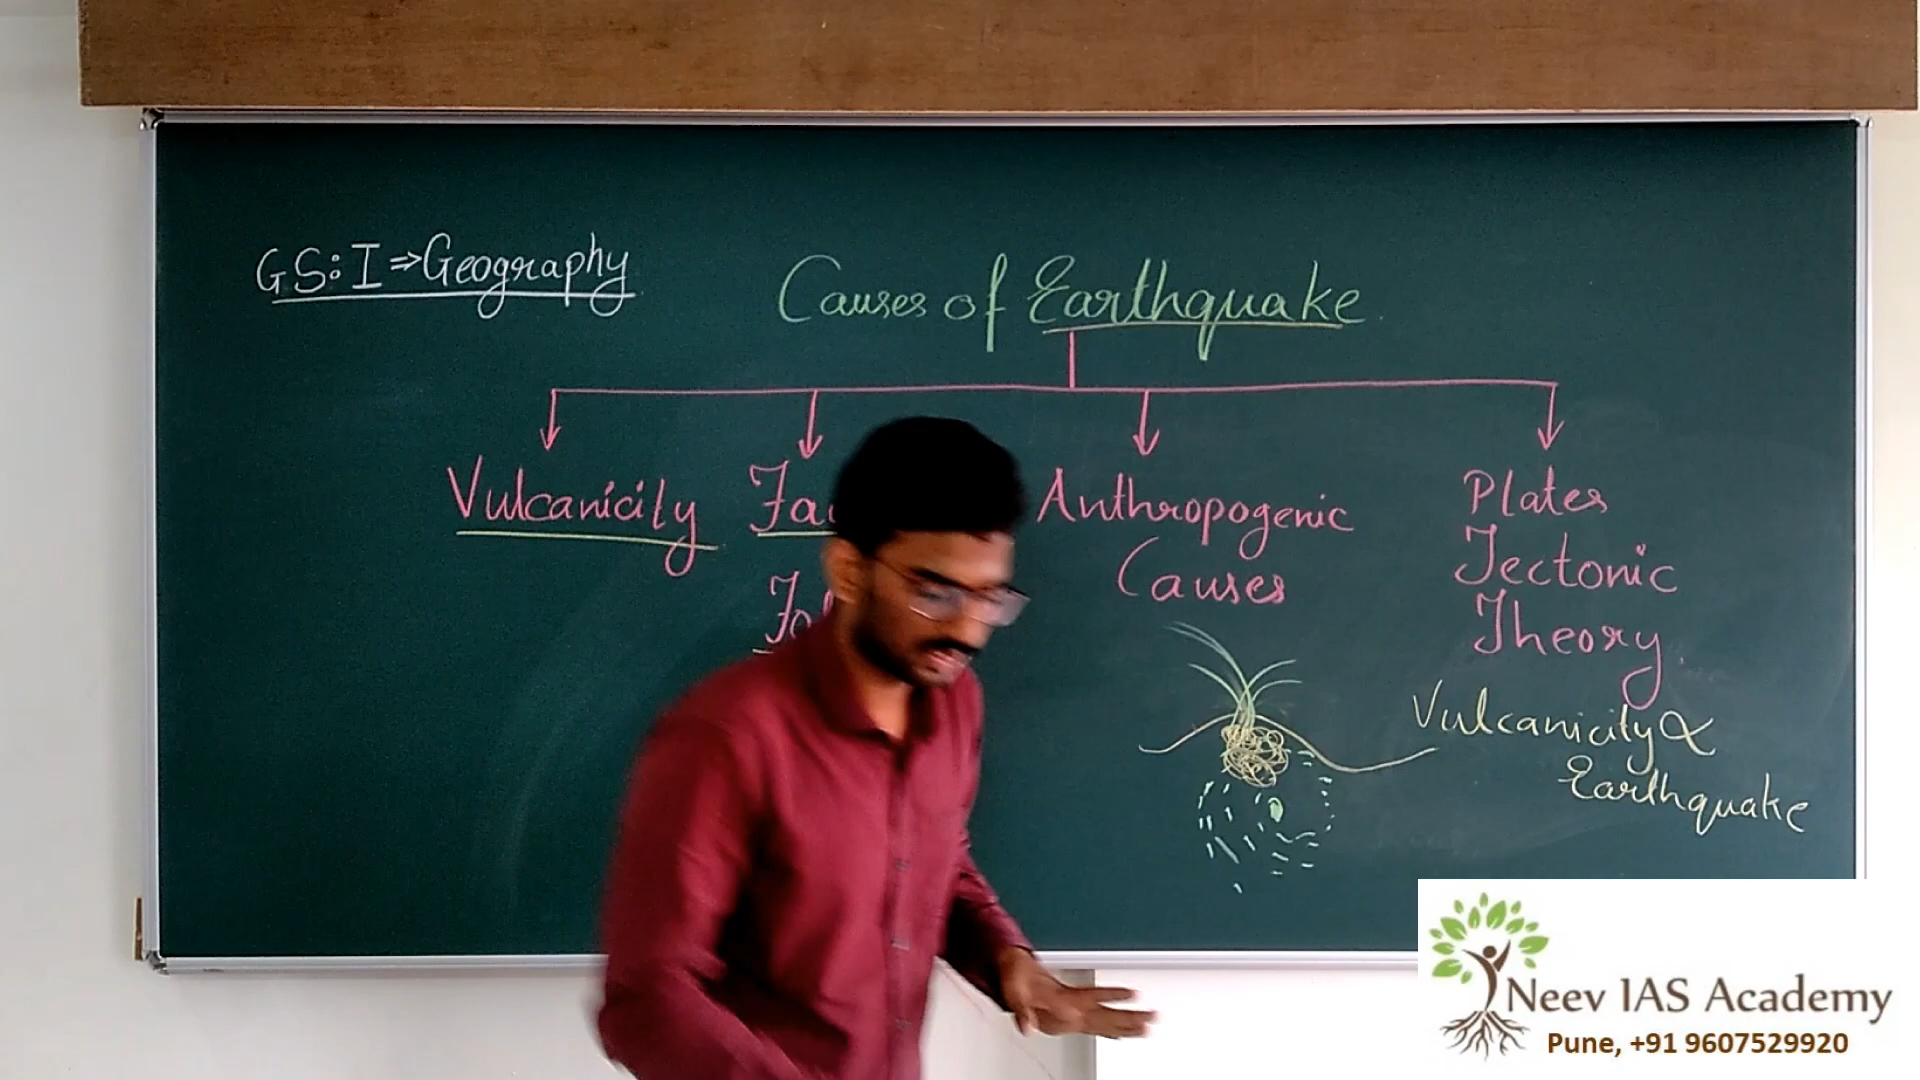 GS: I ⇒ Geography
Causes of Earthquake
Vulcanicity
Anthropogenic
Causes
Plates
Tectonic
Theory.
Vulcanicity ∝
Earthquake
Neev IAS Academy
Pune, +91 9607529920